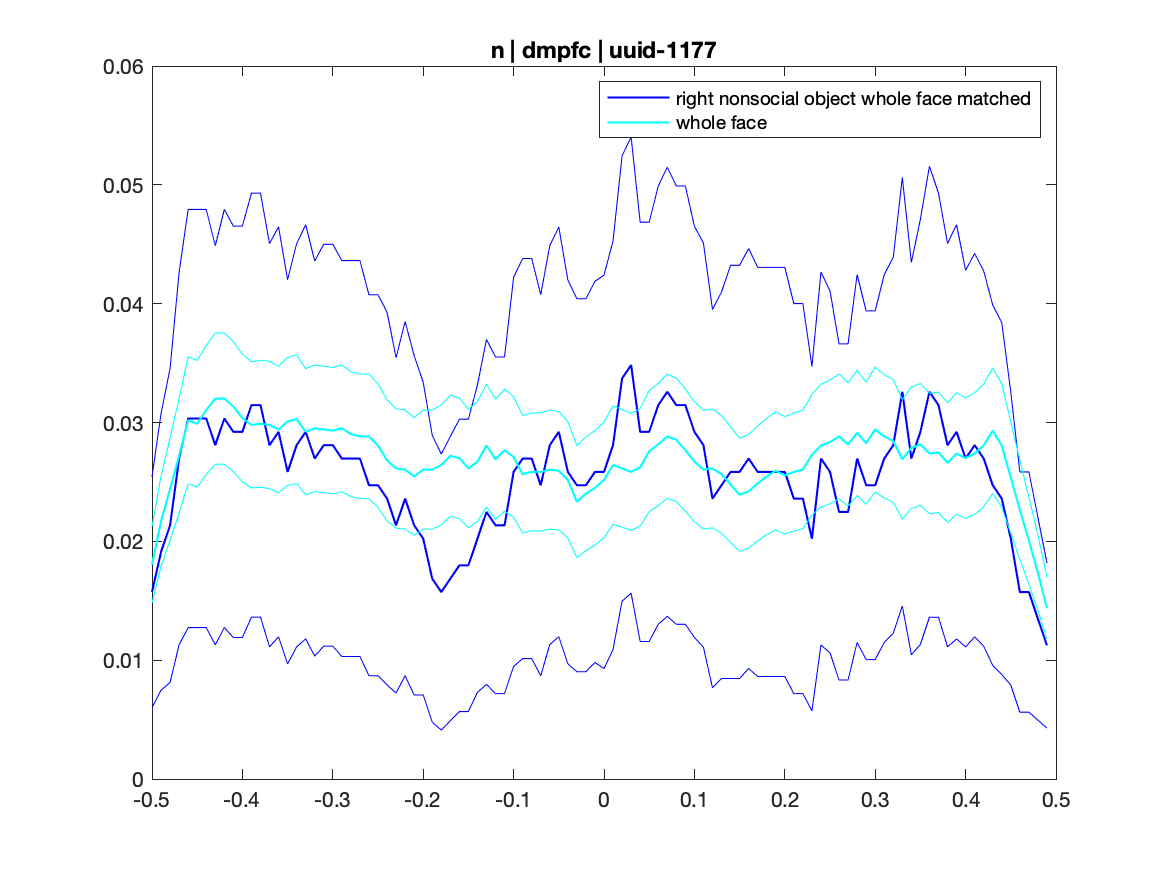 n | dmpfc | uuid-1177
right nonsocial object whole face matched
whole face
0.06
0.05
0.04
0.03
0.02
0.01
0
-0.5 -0.4 -0.3 -0.2 -0.1 0 0.1 0.2 0.3 0.4 0.5